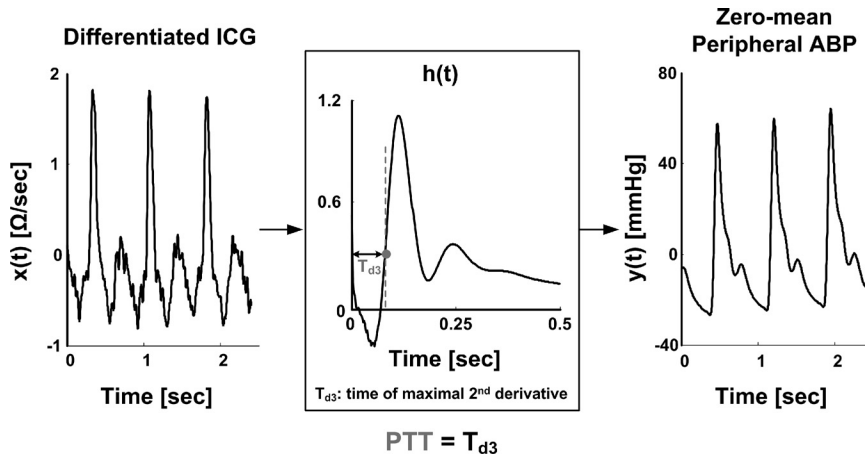 Differentiated ICG
x(t) [Ω/sec]
2
1
0
-1
0
1
2
Time [sec]
h(t)
1.2
0.6
0
T_d3
0
0.25
0.5
Time [sec]
T_d3: time of maximal 2nd derivative
PTT = T_d3
Zero-mean
Peripheral ABP
y(t) [mmHg]
80
60
40
0
-40
0
1
2
Time [sec]